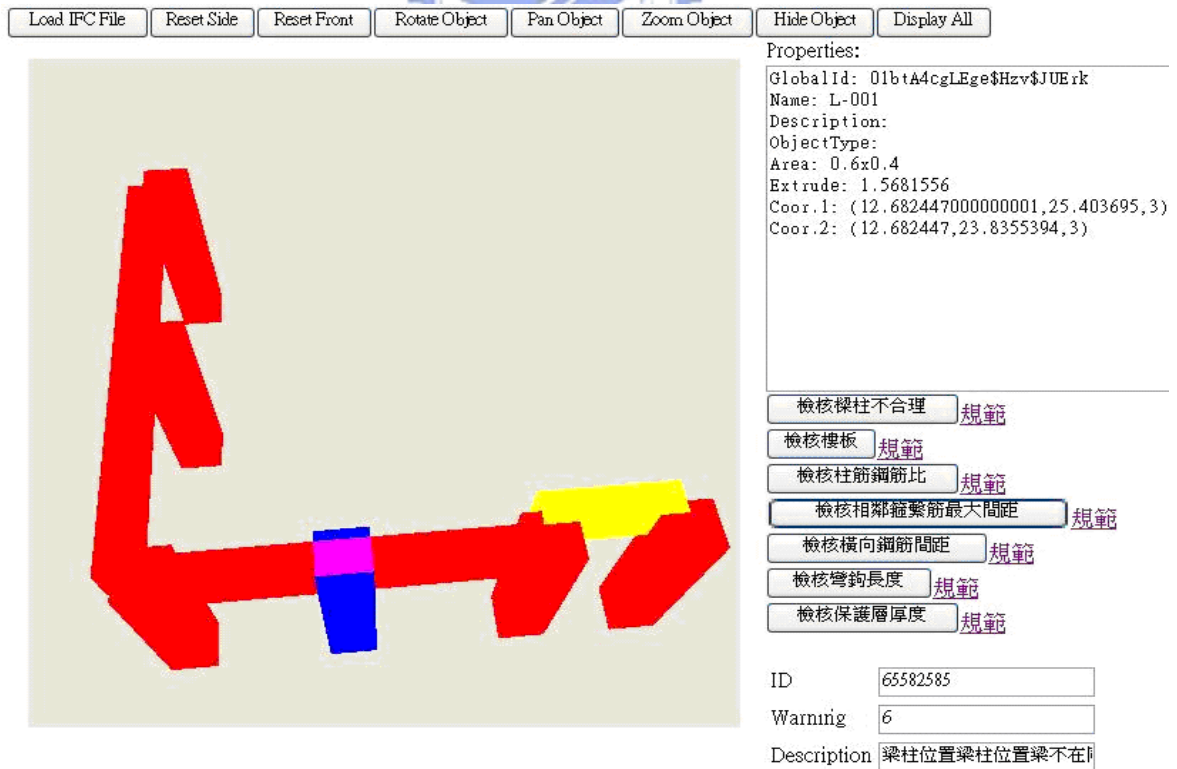 Load IFC File Reset Side Reset Front Rotate Object Pan Object Zoom Object Hide Object Display All
Properties:
GlobalId: 01btA4cgLEge$Hzv$JUErk
Name: L-001
Description:
ObjectType:
Area: 0.6x0.4
Extrude: 1.5681556
Coor.1: (12.682447000000001,25.403695,3)
Coor.2: (12.682447,23.8355394,3)
檢核樑柱不合理 規範
檢核樓板 規範
檢核柱筋鋼筋比 規範
檢核相鄰箍繫筋最大間距 規範
檢核橫向鋼筋間距 規範
檢核彎鉤長度 規範
檢核保護層厚度 規範
ID 65582585
Warning 6
Description 梁柱位置梁柱位置梁不在